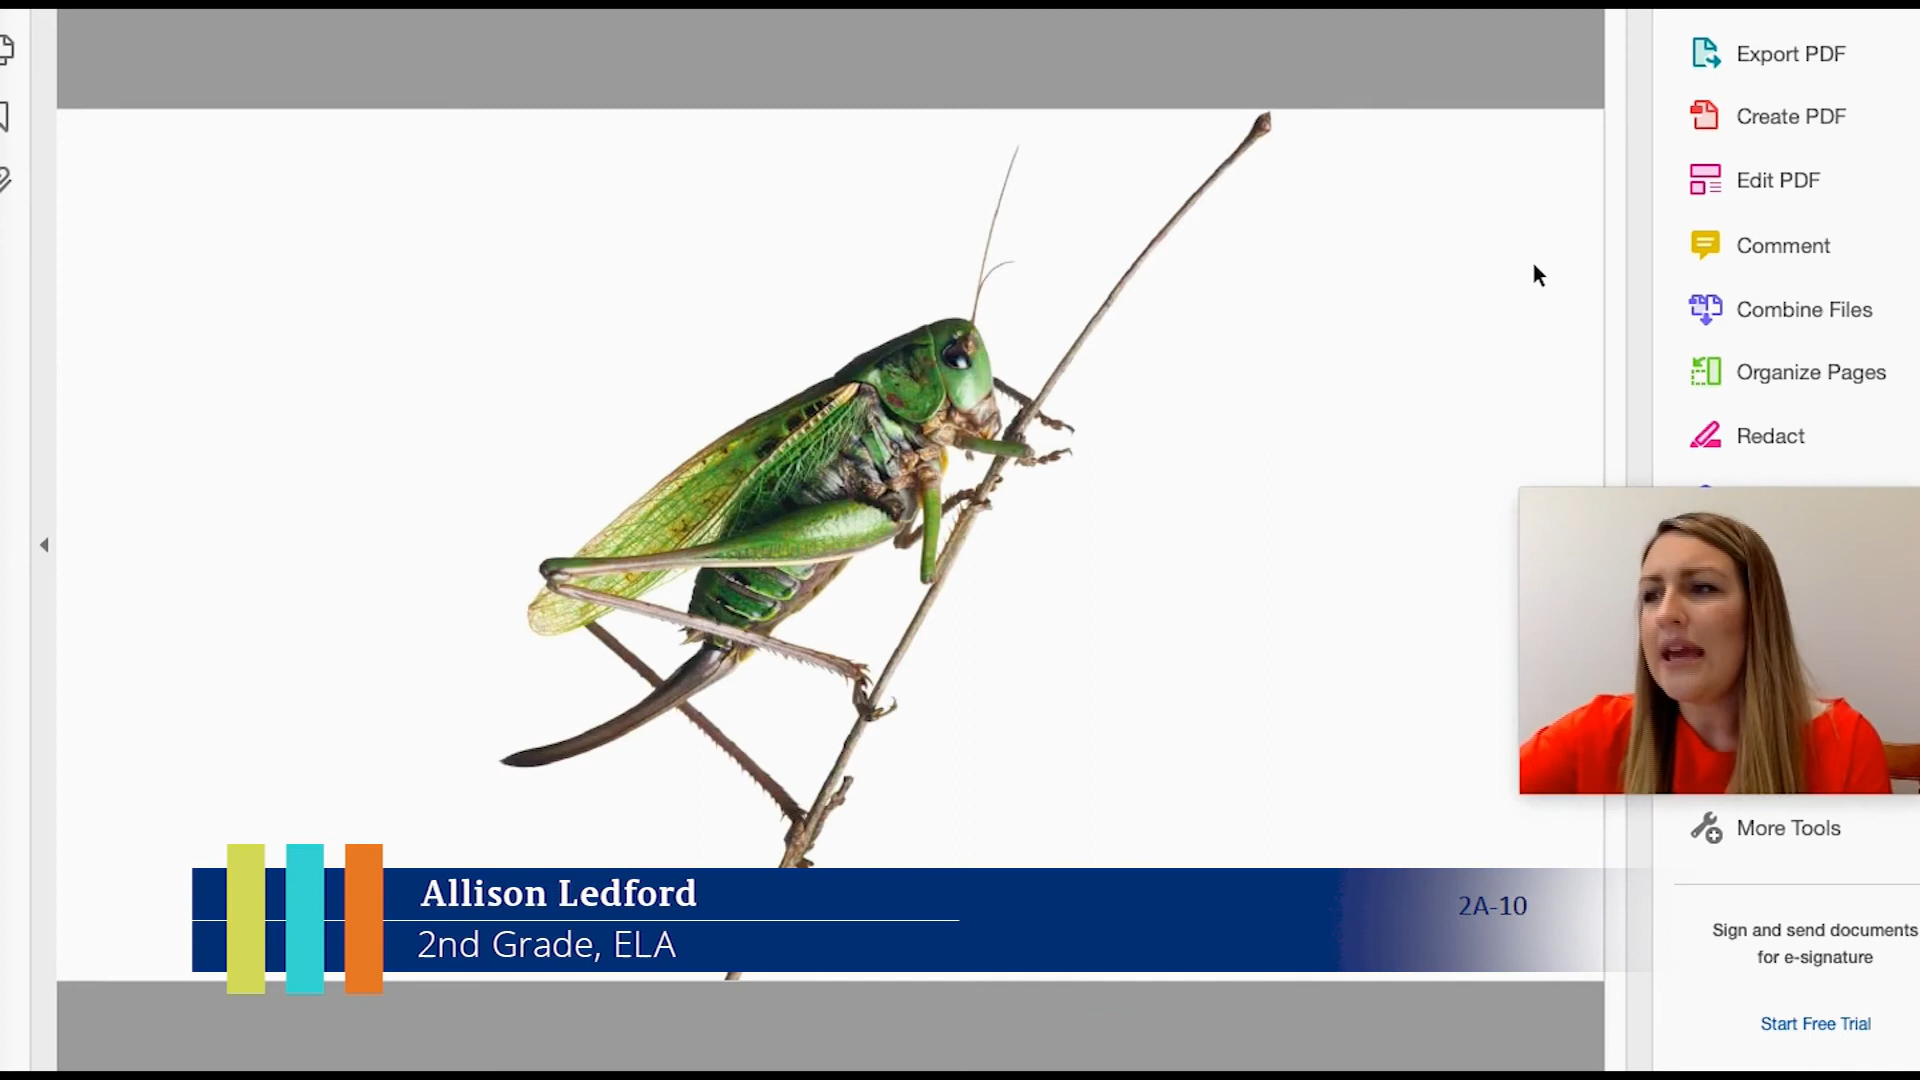 Export PDF
Create PDF
Edit PDF
Comment
Combine Files
Organize Pages
Redact
More Tools
Allison Ledford
2nd Grade, ELA
2A-10
Sign and send documents
for e-signature
Start Free Trial